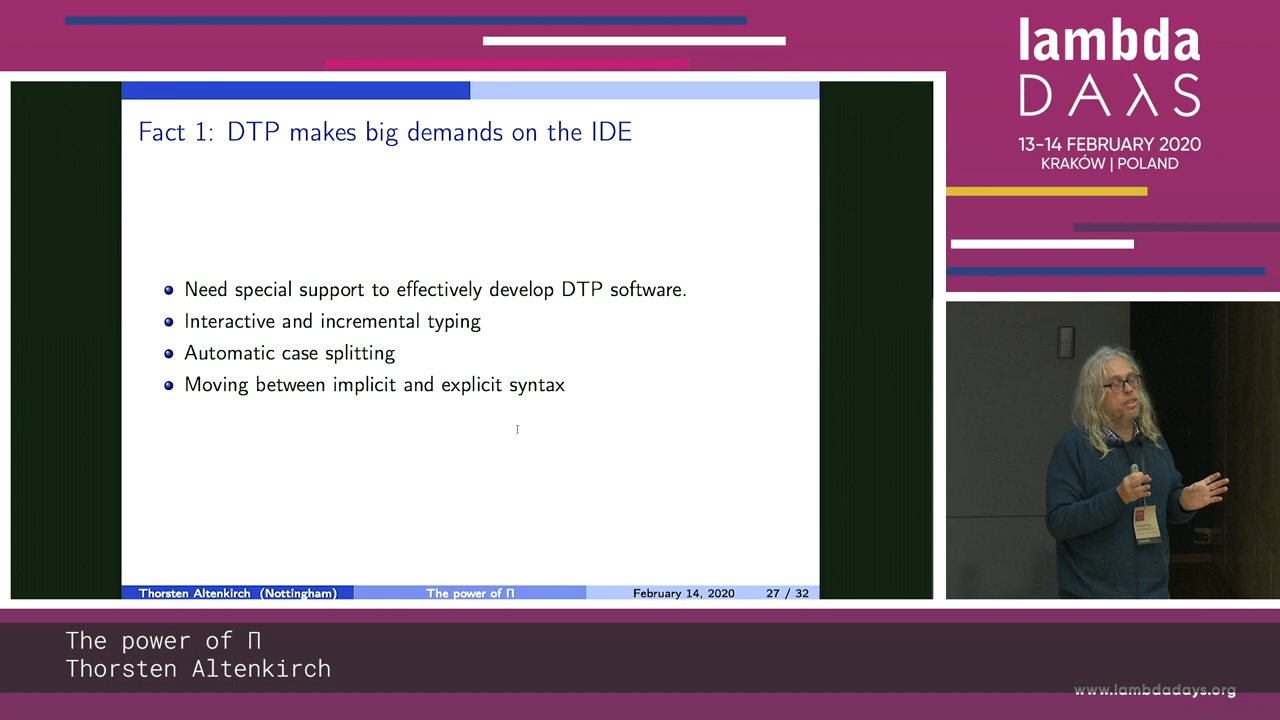 lambda
DAλS
13-14 FEBRUARY 2020
KRAKÓW | POLAND
Fact 1: DTP makes big demands on the IDE
Need special support to effectively develop DTP software.
Interactive and incremental typing
Automatic case splitting
Moving between implicit and explicit syntax
Thorsten Altenkirch (Nottingham) The power of Π February 14, 2020 27 / 32
The power of Π
Thorsten Altenkirch
www.lambdadays.org